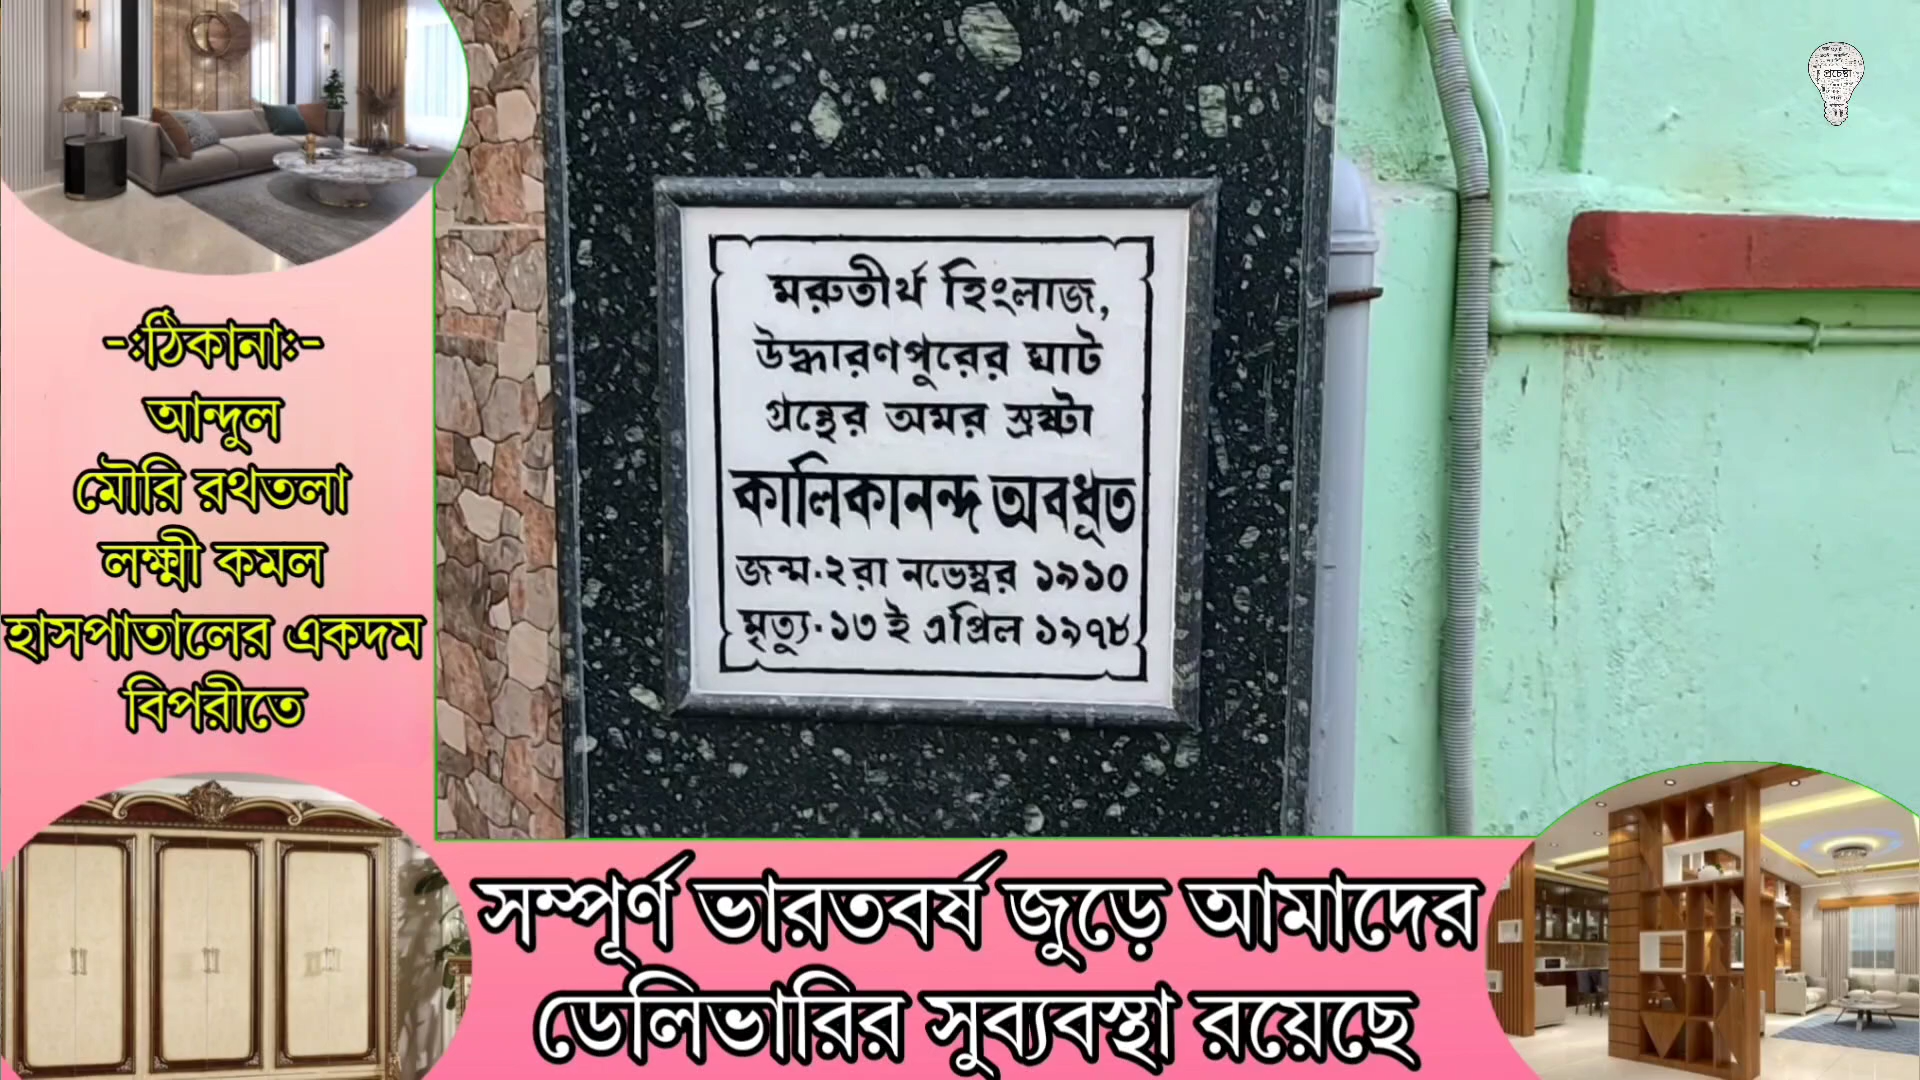 -:ঠিকানা:-
আন্দুল
মৌরি রথতলা
লক্ষ্মী কমল
হাসপাতালের একদম
বিপরীতে
মরুতীর্থ হিংলাজ,
উদ্ধারণপুরের ঘাট
গ্রন্থের অমর স্রষ্টা
কালিকানন্দ অবধূত
জন্ম·২রা নভেম্বর ১৯১০
মৃত্যু·১৩ই এপ্রিল ১৯৭৮
প্রচেষ্টা
সম্পূর্ণ ভারতবর্ষ জুড়ে আমাদের
ডেলিভারির সুব্যবস্থা রয়েছে